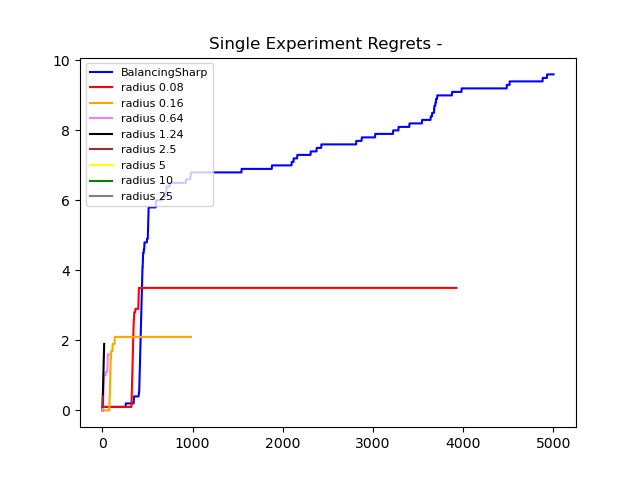 Single Experiment Regrets -
10
8
6
4
2
0
BalancingSharp
radius 0.08
radius 0.16
radius 0.64
radius 1.24
radius 2.5
radius 5
radius 10
radius 25
0 1000 2000 3000 4000 5000